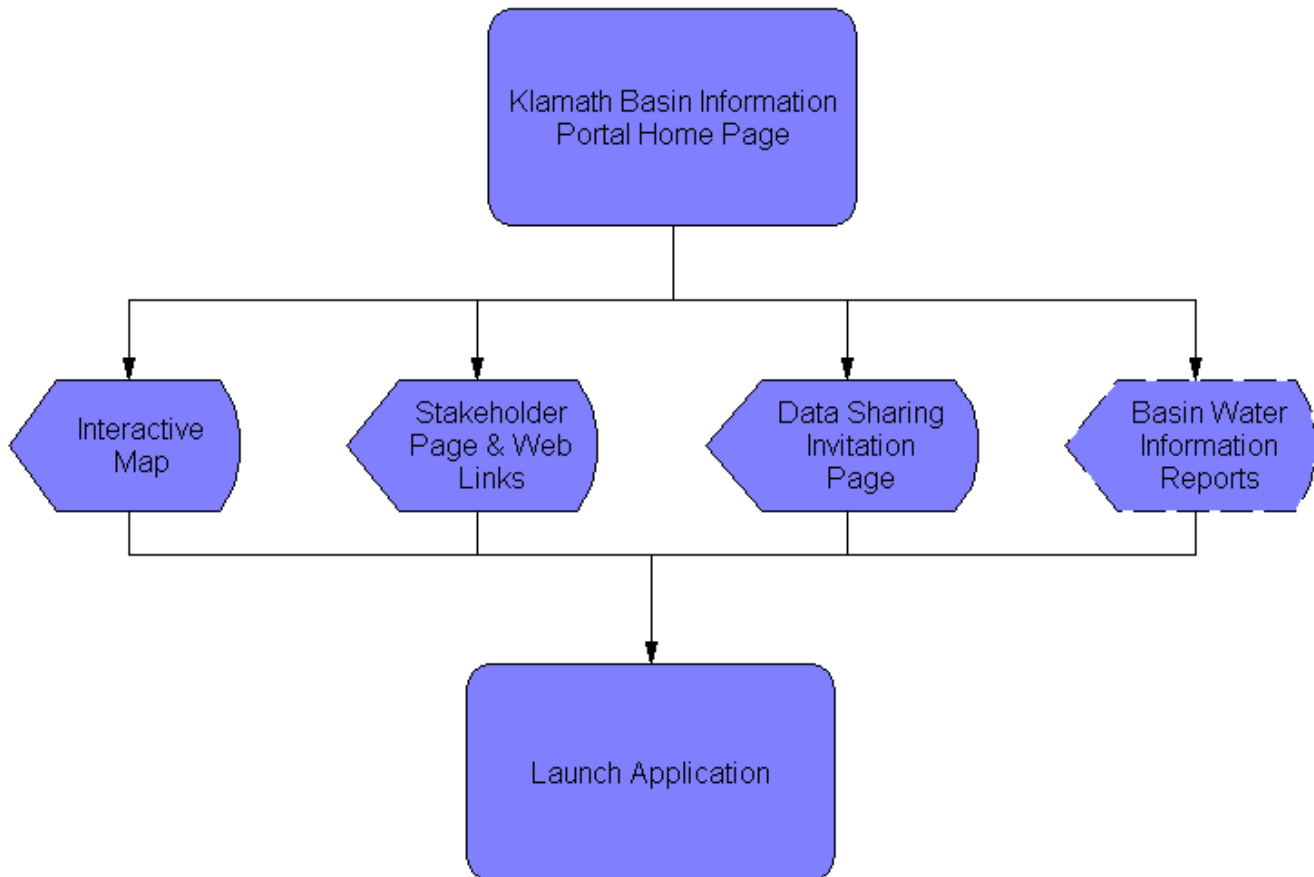 Klamath Basin Information
Portal Home Page
Interactive
Map
Stakeholder
Page & Web
Links
Data Sharing
Invitation
Page
Basin Water
Information
Reports
Launch Application